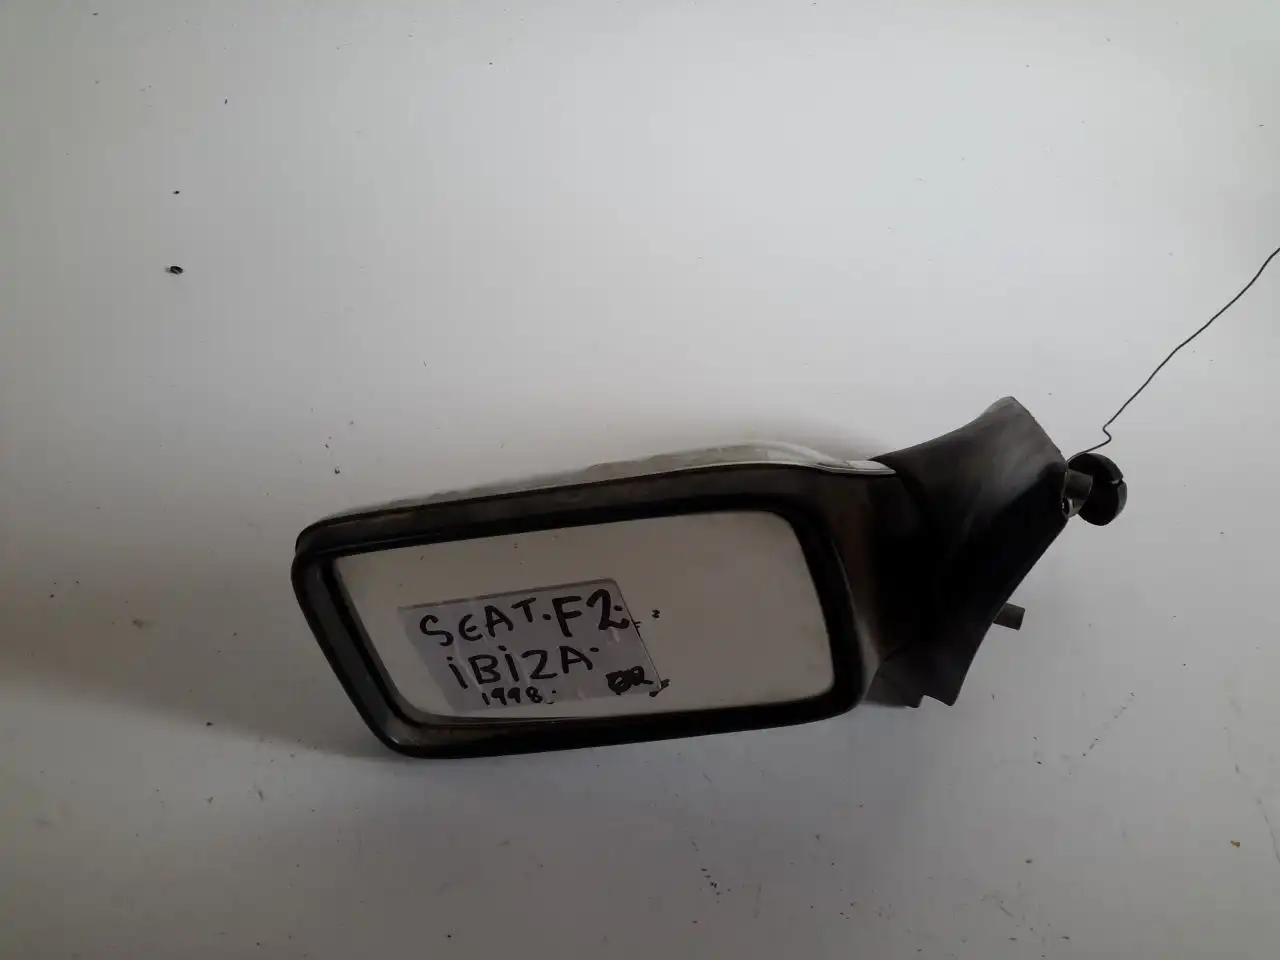 SEAT. F2.
iBiZA.
1998.